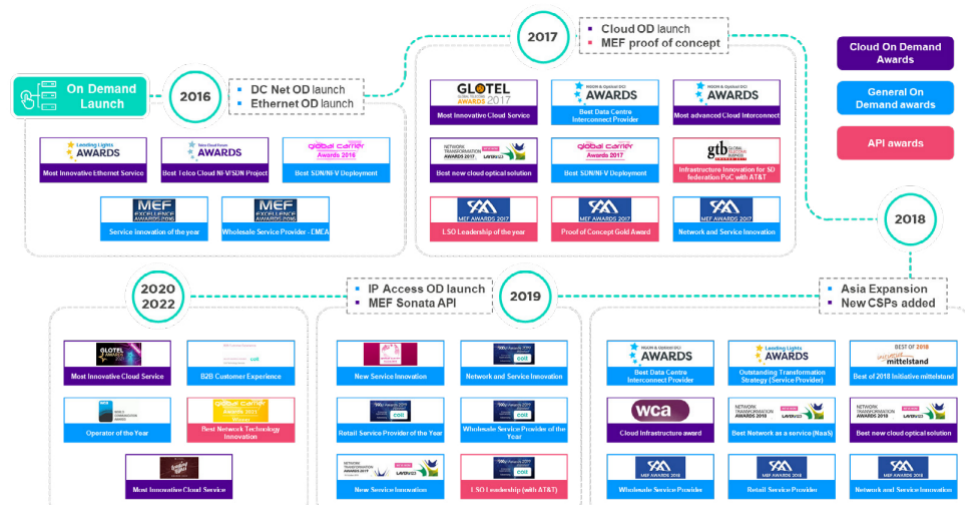 On Demand
Launch
2016
DC Net OD launch
Ethernet OD launch
Leading Lights
AWARDS
Most Innovative Ethernet Service
AWARDS
Best Telco Cloud NFV/SDN Project
global carrier
Awards 2016
Best SDN/NFV Deployment
MEF
EXCELLENCE
AWARDS 2016
Service innovation of the year
MEF
EXCELLENCE
AWARDS 2016
Wholesale Service Provider - EMEA
2017
Cloud OD launch
MEF proof of concept
GLOTEL
AWARDS 2017
Most Innovative Cloud Service
AWARDS
Best Data Centre
Interconnect Provider
AWARDS
Most advanced Cloud Interconnect
NETWORK
TRANSFORMATION
AWARDS 2017
Best new cloud optical solution
global carrier
Awards 2017
Best SDN/NFV Deployment
gtb
Infrastructure Innovation for SD
federation PoC with AT&T
MEF AWARDS 2017
LSO Leadership of the year
MEF AWARDS 2017
Proof of Concept Gold Award
MEF AWARDS 2017
Network and Service Innovation
Cloud On Demand
Awards
General On
Demand awards
API awards
2018
Asia Expansion
New CSPs added
AWARDS
Best Data Centre
Interconnect Provider
Leading Lights
AWARDS
Outstanding Transformation
Strategy (Service Provider)
BEST OF 2018
initiative
mittelstand
Best of 2018 Initiative mittelstand
wca
Cloud Infrastructure award
NETWORK
TRANSFORMATION
AWARDS 2018
Best Network as a service (NaaS)
NETWORK
TRANSFORMATION
AWARDS 2018
Best new cloud optical solution
MEF AWARDS 2018
Wholesale Service Provider
MEF AWARDS 2018
Retail Service Provider
MEF AWARDS 2018
Network and Service Innovation
2019
IP Access OD launch
MEF Sonata API
New Service Innovation
colt
Network and Service Innovation
colt
Retail Service Provider of the Year
colt
Wholesale Service Provider of the
Year
NETWORK
TRANSFORMATION
New Service Innovation
colt
LSO Leadership (with AT&T)
2020
2022
GLOTEL
AWARDS
Most Innovative Cloud Service
colt
B2B Customer Experience
Operator of the Year
global carrier
Best Network Technology
Innovation
Most Innovative Cloud Service